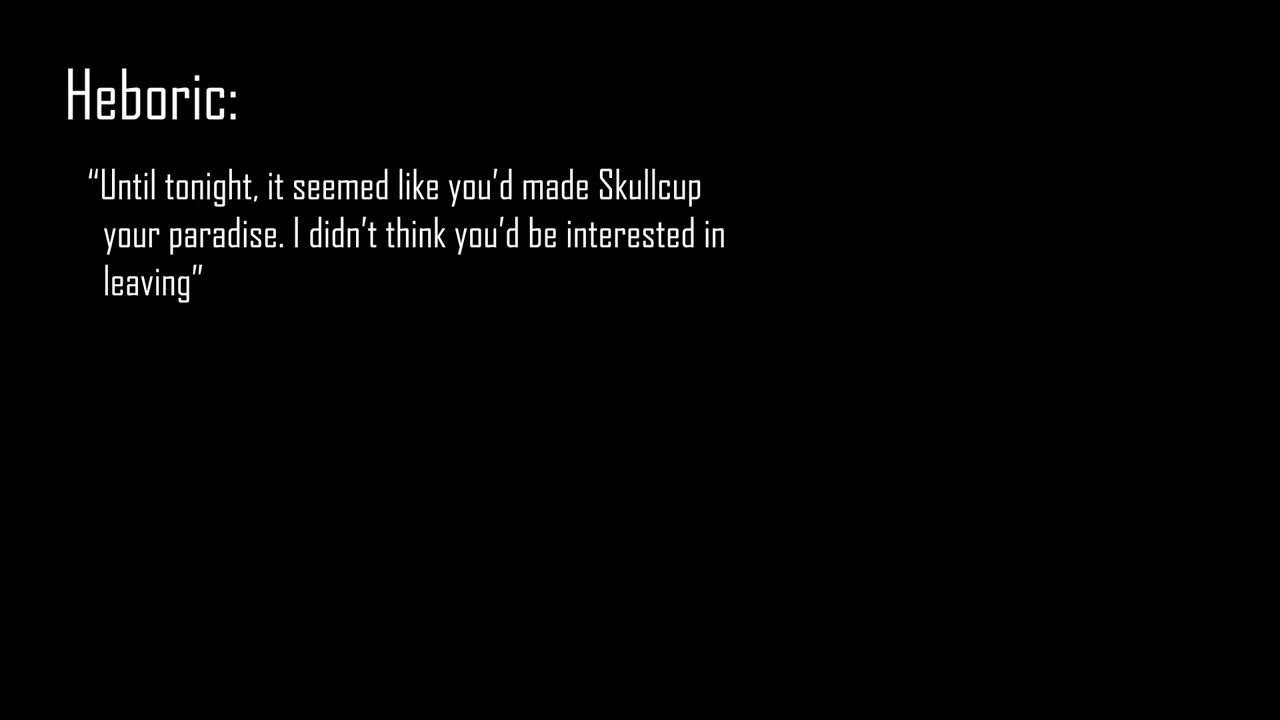 Heboric:
“Until tonight, it seemed like you’d made Skullcup
your paradise. I didn’t think you’d be interested in
leaving”